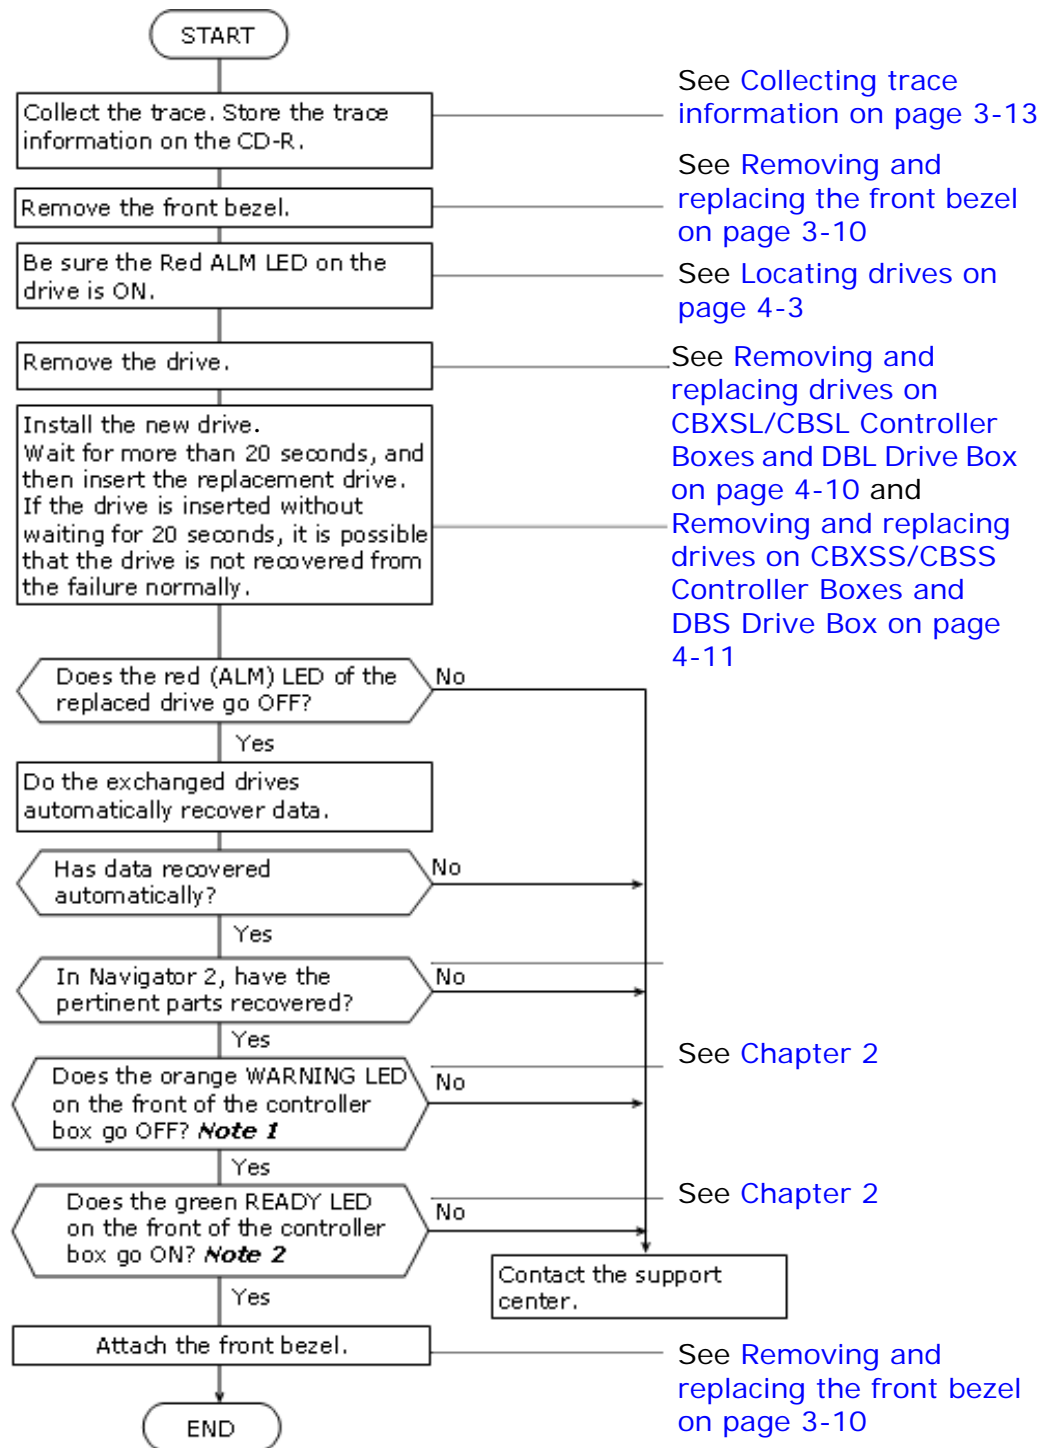 START
Collect the trace. Store the trace
information on the CD-R.
See Collecting trace
information on page 3-13
Remove the front bezel.
See Removing and
replacing the front bezel
on page 3-10
Be sure the Red ALM LED on the
drive is ON.
See Locating drives on
page 4-3
Remove the drive.
See Removing and
replacing drives on
CBXSL/CBSL Controller
Boxes and DBL Drive Box
on page 4-10 and
Removing and replacing
drives on CBXSS/CBSS
Controller Boxes and
DBS Drive Box on page
4-11
Install the new drive.
Wait for more than 20 seconds, and
then insert the replacement drive.
If the drive is inserted without
waiting for 20 seconds, it is possible
that the drive is not recovered from
the failure normally.
Does the red (ALM) LED of the
replaced drive go OFF?
No
Yes
Do the exchanged drives
automatically recover data.
Has data recovered
automatically?
No
Yes
In Navigator 2, have the
pertinent parts recovered?
No
Yes
See Chapter 2
Does the orange WARNING LED
on the front of the controller
box go OFF? Note 1
No
Yes
See Chapter 2
Does the green READY LED
on the front of the controller
box go ON? Note 2
No
Contact the support
center.
Yes
Attach the front bezel.
See Removing and
replacing the front bezel
on page 3-10
END